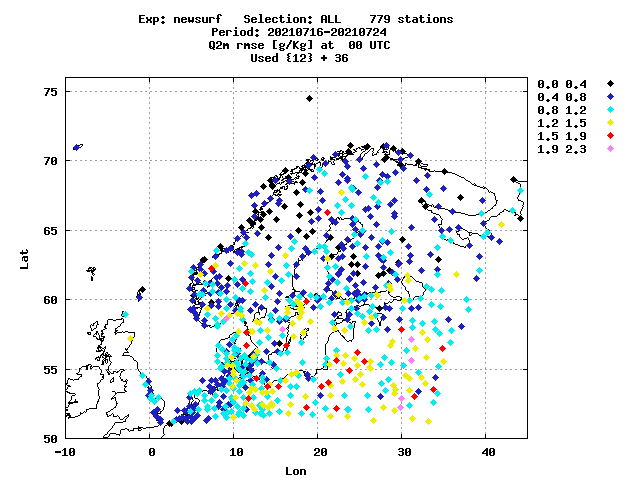 Exp: newsurf   Selection: ALL    779 stations
Period: 20210716-20210724
Q2m rmse [g/Kg] at  00 UTC
Used {12} + 36
0.0 0.4
0.4 0.8
0.8 1.2
1.2 1.5
1.5 1.9
1.9 2.3
75
70
65
60
55
50
Lat
-10 0 10 20 30 40
Lon